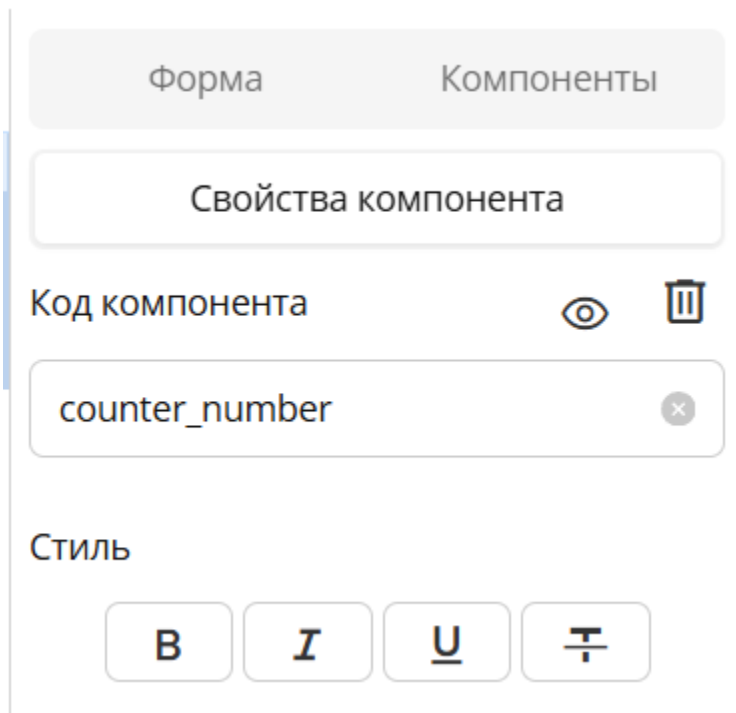 Форма Компоненты
Свойства компонента
Код компонента
counter_number
Стиль
B I U T